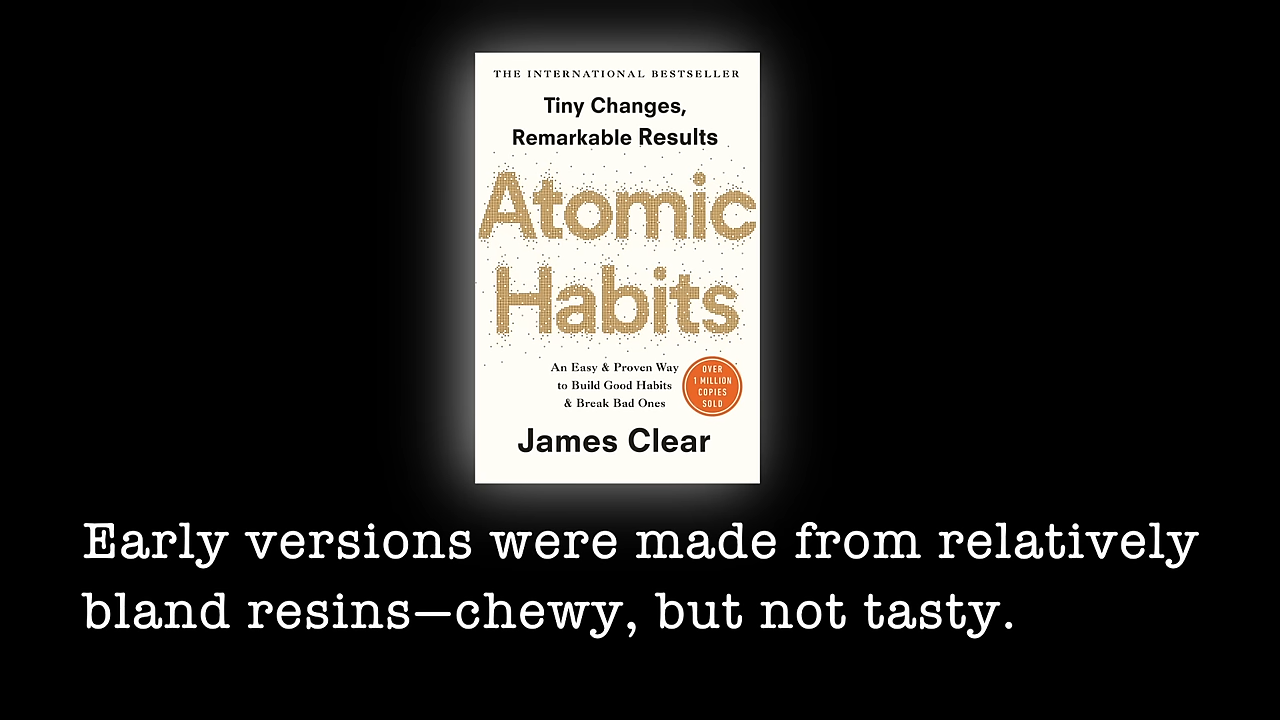 THE INTERNATIONAL BESTSELLER
Tiny Changes,
Remarkable Results
Atomic
Habits
An Easy & Proven Way
to Build Good Habits
& Break Bad Ones
OVER
1 MILLION
COPIES
SOLD
James Clear
Early versions were made from relatively
bland resins—chewy, but not tasty.